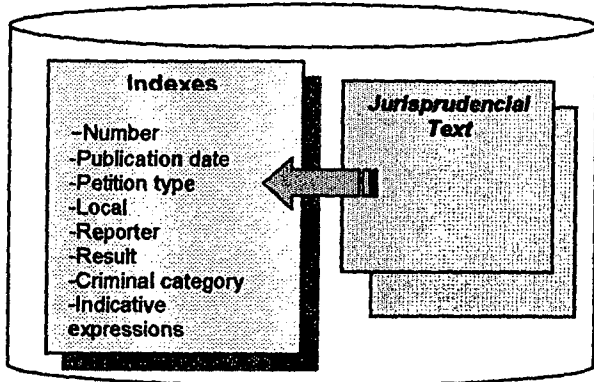 Indexes
-Number
-Publication date
-Petition type
-Local
-Reporter
-Result
-Criminal category
-Indicative
expressions
Jurisprudencial
Text